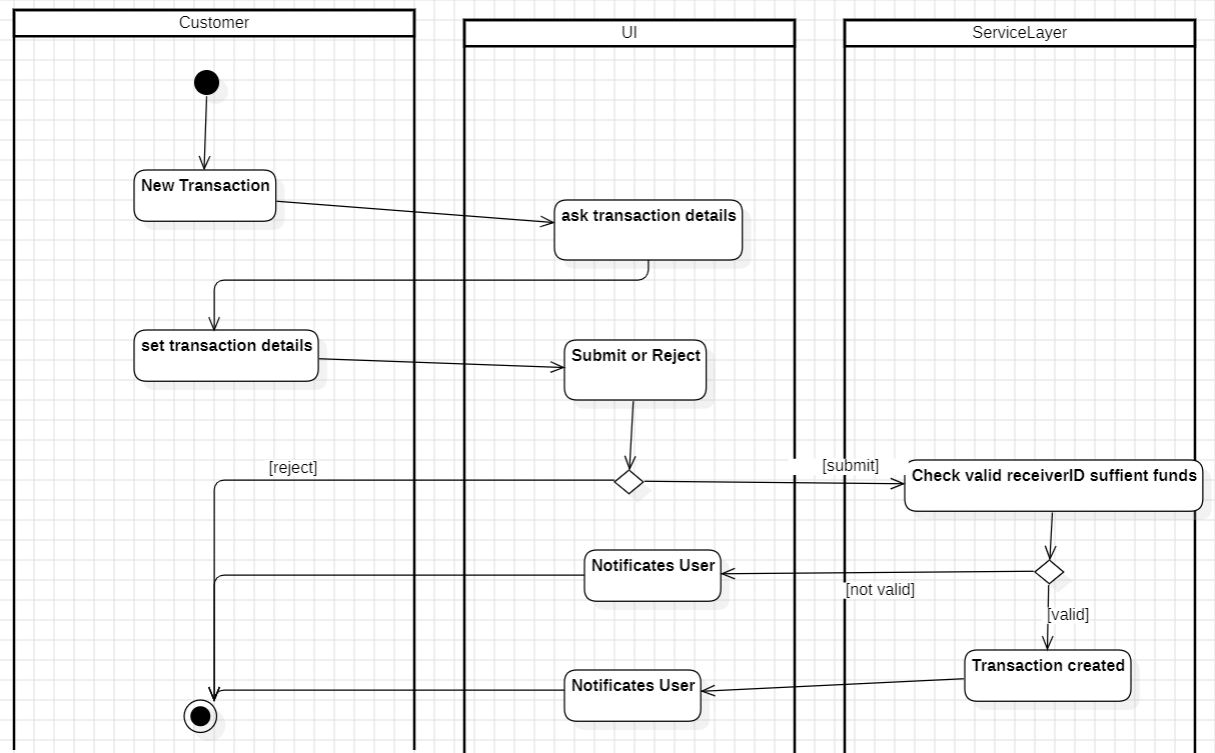 Customer
UI
ServiceLayer
New Transaction
ask transaction details
set transaction details
Submit or Reject
[reject]
[submit]
Check valid receiverID suffient funds
Notificates User
[not valid]
[valid]
Transaction created
Notificates User